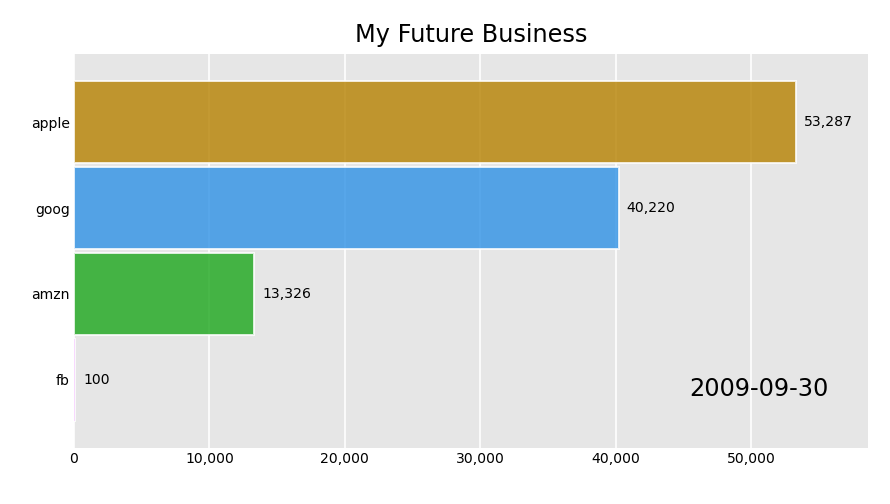 My Future Business
apple 53,287
goog 40,220
amzn 13,326
fb 100
2009-09-30
0 10,000 20,000 30,000 40,000 50,000